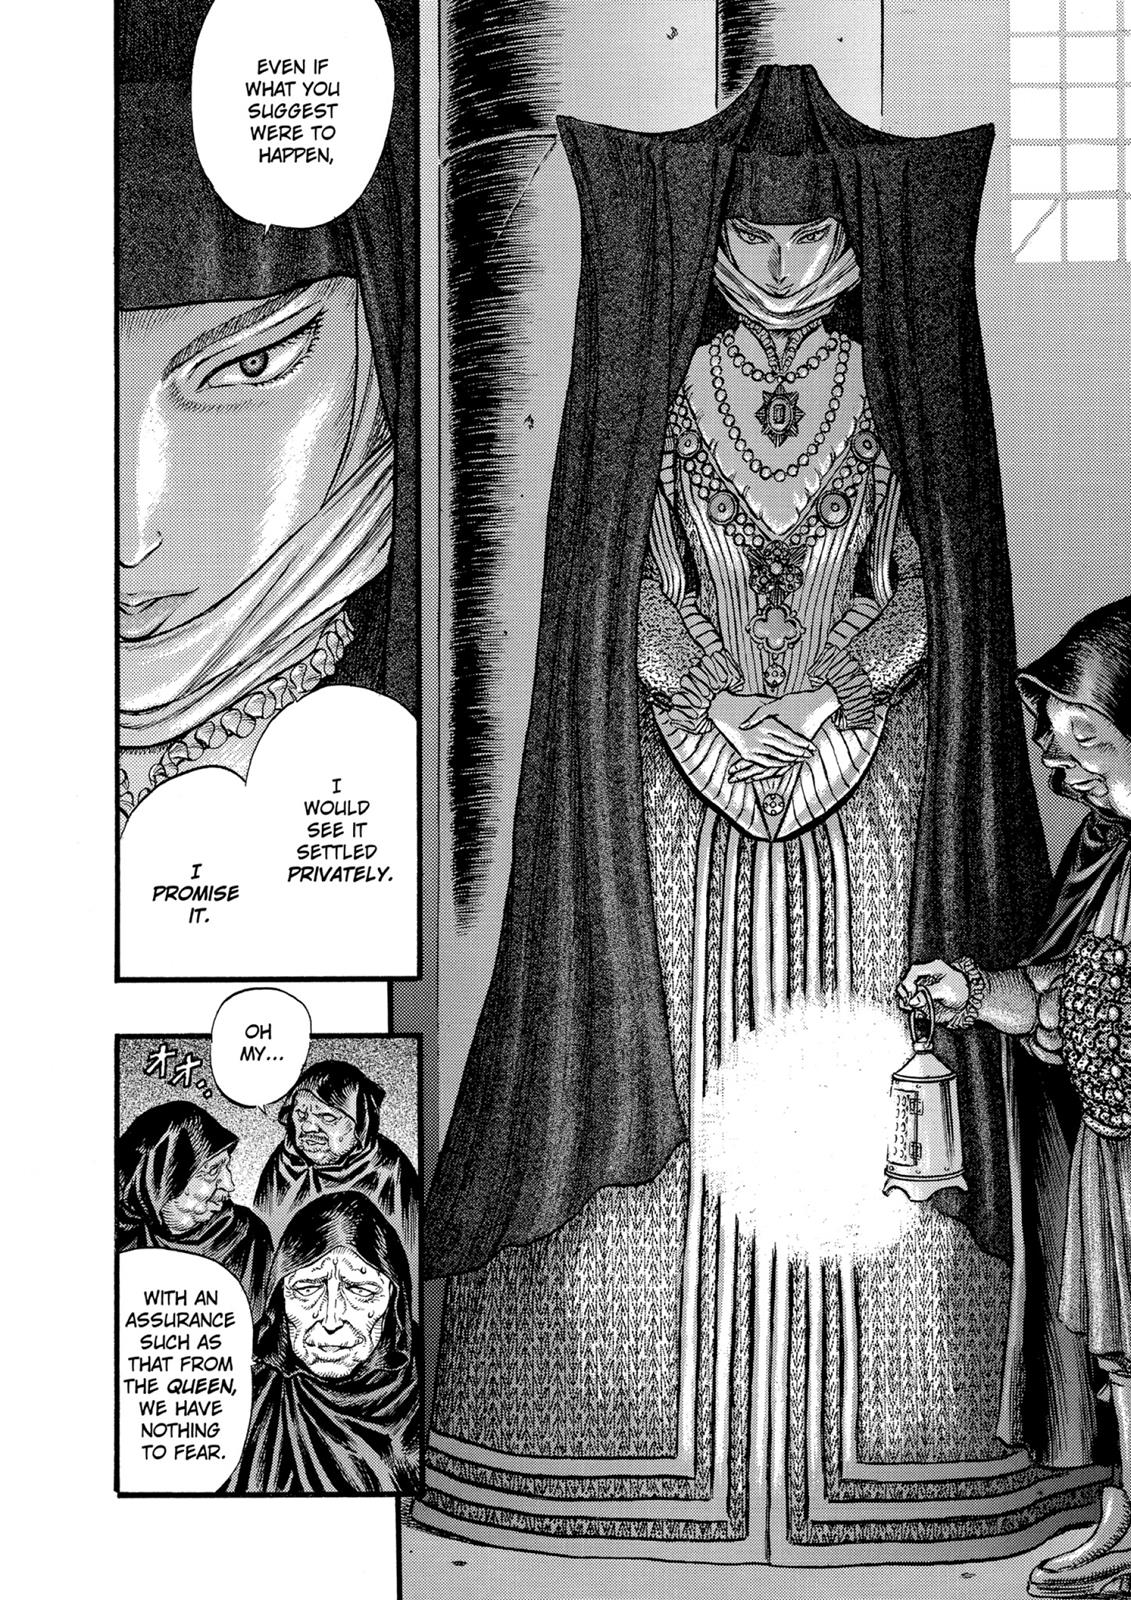 EVEN IF
WHAT YOU
SUGGEST
WERE TO
HAPPEN,
I
WOULD
SEE IT
SETTLED
PRIVATELY.
I
PROMISE
IT.
OH
MY...
オオ..
WITH AN
ASSURANCE
SUCH AS
THAT FROM
THE QUEEN,
WE HAVE
NOTHING
TO FEAR.